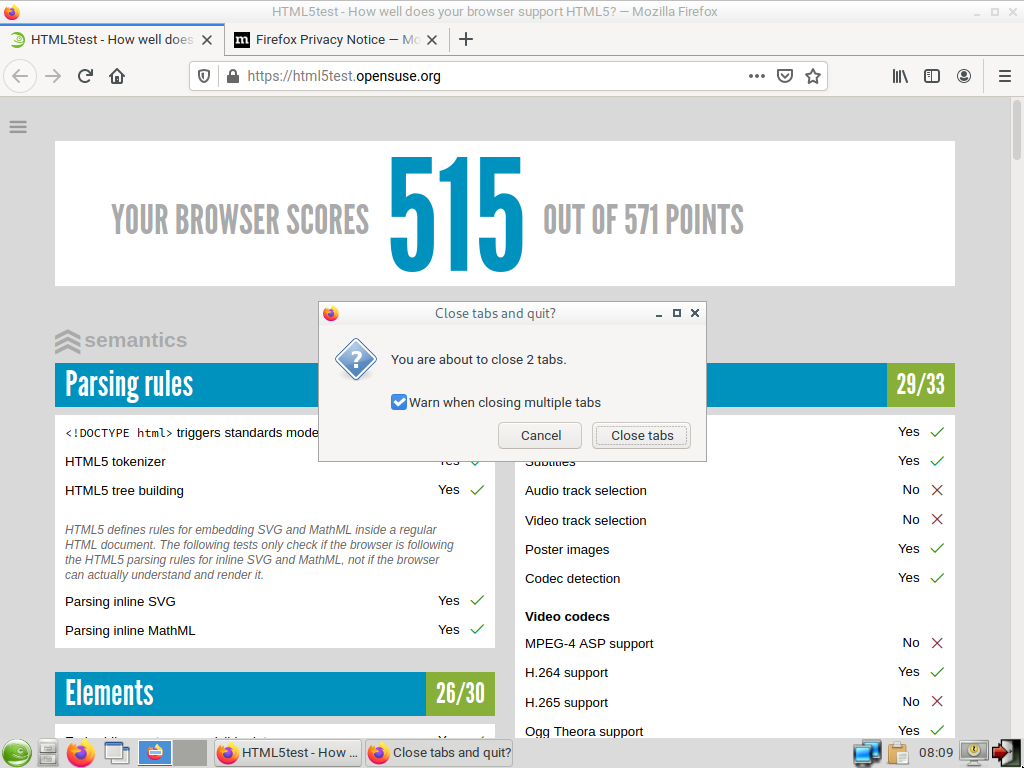 HTML5test - How well does your browser support HTML5? — Mozilla Firefox
HTML5test - How well does
Firefox Privacy Notice — Mo
https://html5test.opensuse.org
YOUR BROWSER SCORES 515 OUT OF 571 POINTS
semantics
Parsing rules
29/33
<!DOCTYPE html> triggers standards mode
HTML5 tokenizer Yes
HTML5 tree building Yes
HTML5 defines rules for embedding SVG and MathML inside a regular
HTML document. The following tests only check if the browser is following
the HTML5 parsing rules for inline SVG and MathML, not if the browser
can actually understand and render it.
Parsing inline SVG Yes
Parsing inline MathML Yes
Elements 26/30
Close tabs and quit?
You are about to close 2 tabs.
Warn when closing multiple tabs
Cancel Close tabs
Yes
Subtitles Yes
Audio track selection No
Video track selection No
Poster images Yes
Codec detection Yes
Video codecs
MPEG-4 ASP support No
H.264 support Yes
H.265 support No
Ogg Theora support Yes
HTML5test - How ...
Close tabs and quit?
08:09